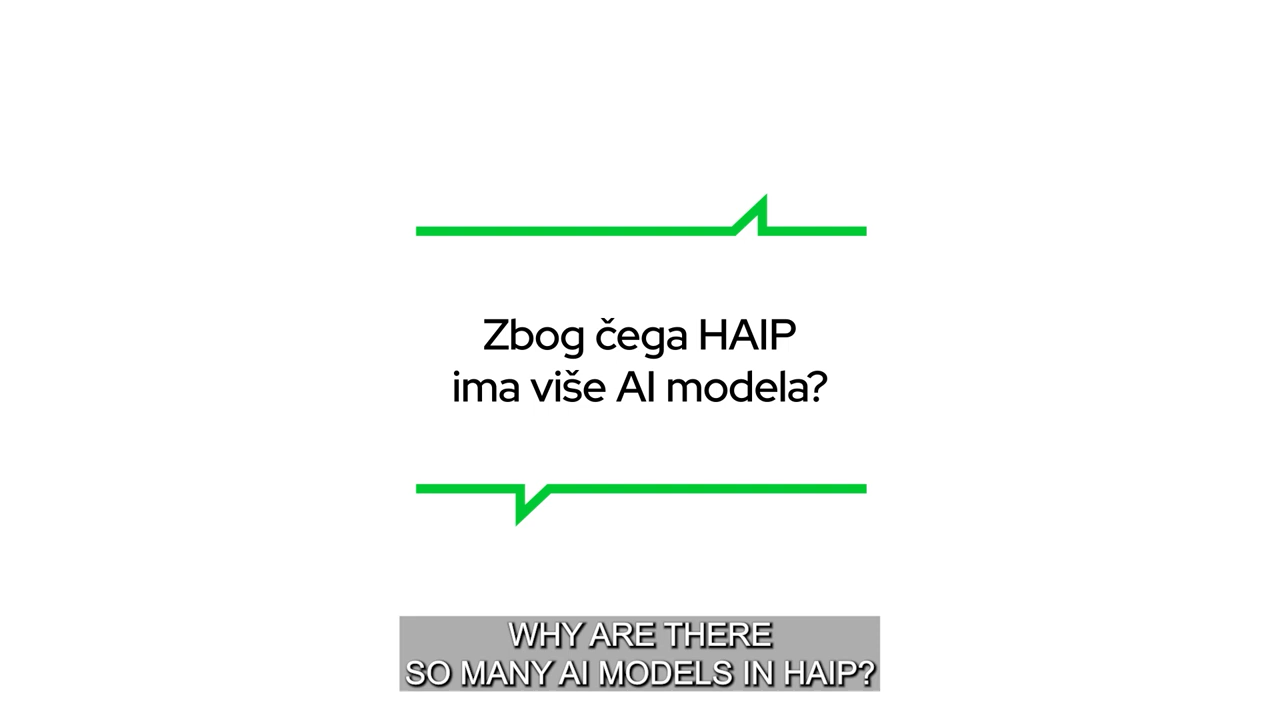 Zbog čega HAIP
ima više AI modela?
WHY ARE THERE
SO MANY AI MODELS IN HAIP?